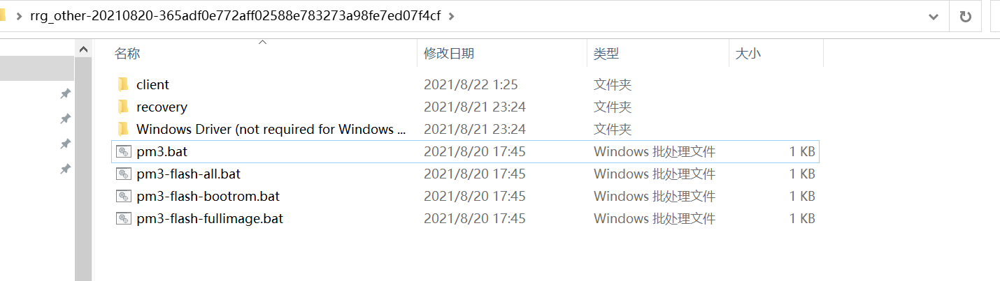 rrg_other-20210820-365adf0e772aff02588e783273a98fe7ed07f4cf
名称 修改日期 类型 大小
client 2021/8/22 1:25 文件夹
recovery 2021/8/21 23:24 文件夹
Windows Driver (not required for Windows ... 2021/8/21 23:24 文件夹
pm3.bat 2021/8/20 17:45 Windows 批处理文件 1 KB
pm3-flash-all.bat 2021/8/20 17:45 Windows 批处理文件 1 KB
pm3-flash-bootrom.bat 2021/8/20 17:45 Windows 批处理文件 1 KB
pm3-flash-fullimage.bat 2021/8/20 17:45 Windows 批处理文件 1 KB